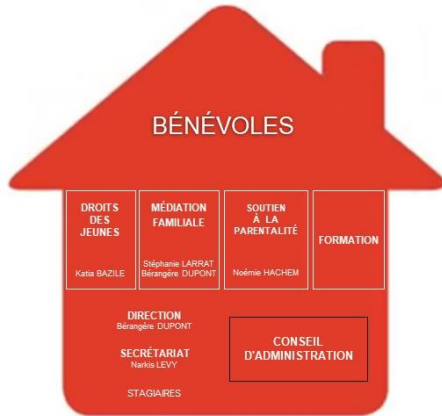 BÉNÉVOLES
DROITS
DES
JEUNES
Katia BAZILE
MÉDIATION
FAMILIALE
Stéphanie LARRAT
Bérangère DUPONT
SOUTIEN
À LA
PARENTALITÉ
Noémie HACHEM
FORMATION
DIRECTION
Bérangère DUPONT
SECRÉTARIAT
Narkis LEVY
STAGIAIRES
CONSEIL
D'ADMINISTRATION